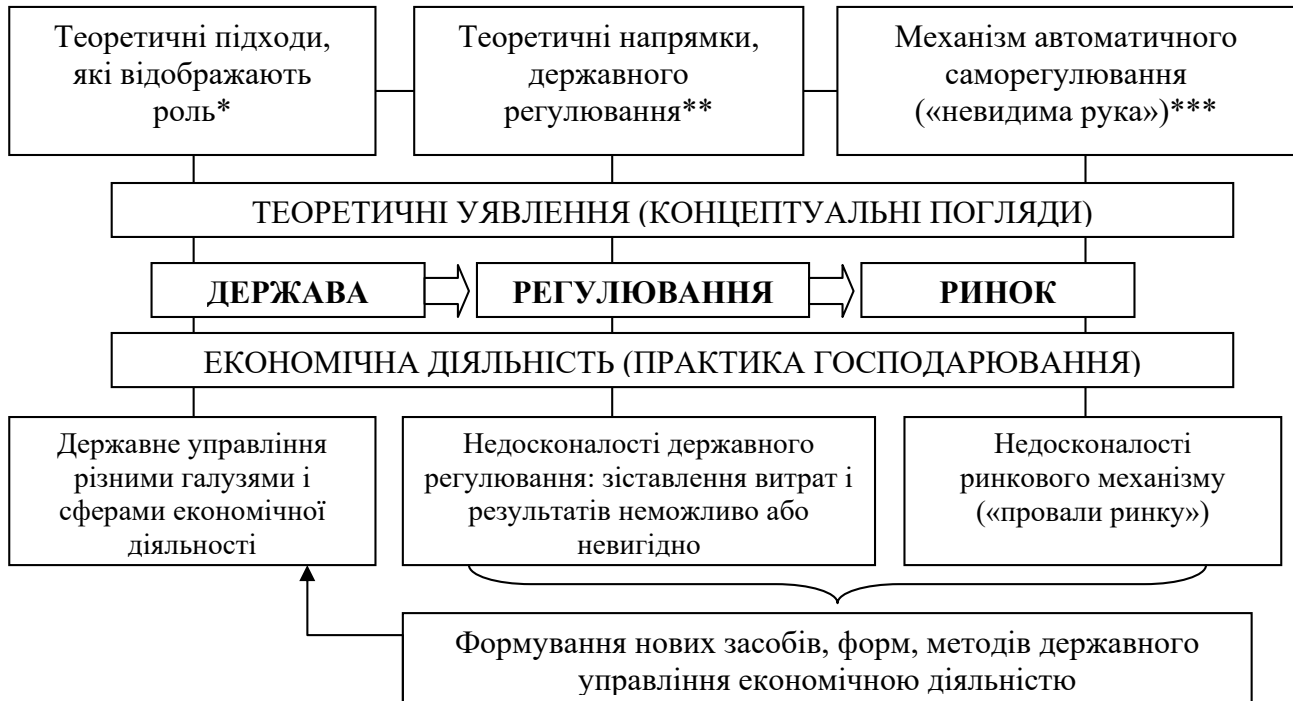 Теоретичні підходи,
які відображають
роль*
Теоретичні напрямки,
державного
регулювання**
Механізм автоматичного
саморегулювання
(«невидима рука»)***
ТЕОРЕТИЧНІ УЯВЛЕННЯ (КОНЦЕПТУАЛЬНІ ПОГЛЯДИ)
ДЕРЖАВА
РЕГУЛЮВАННЯ
РИНОК
ЕКОНОМІЧНА ДІЯЛЬНІСТЬ (ПРАКТИКА ГОСПОДАРЮВАННЯ)
Державне управління
різними галузями і
сферами економічної
діяльності
Недосконалості державного
регулювання: зіставлення витрат і
результатів неможливо або
невигідно
Недосконалості
ринкового механізму
(«провали ринку»)
Формування нових засобів, форм, методів державного
управління економічною діяльністю